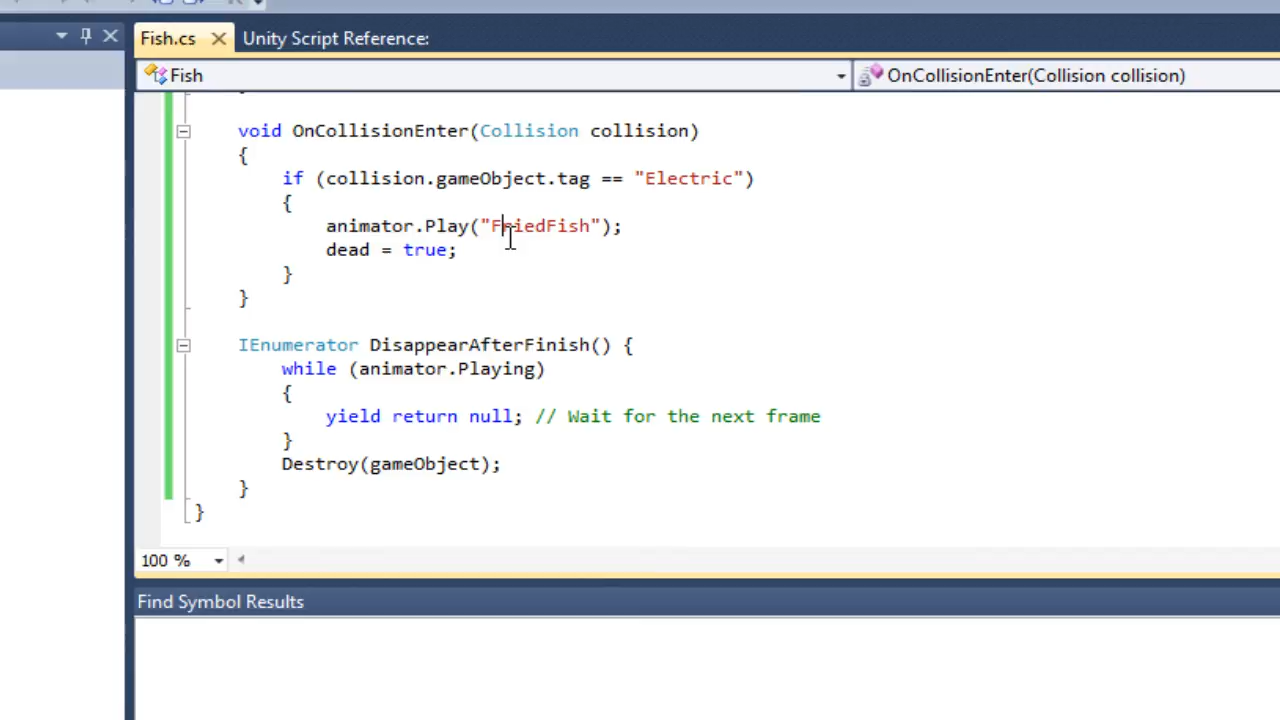 Fish.cs Unity Script Reference:
Fish OnCollisionEnter(Collision collision)
void OnCollisionEnter(Collision collision)
{
if (collision.gameObject.tag == "Electric")
{
animator.Play("FriedFish");
dead = true;
}
}
IEnumerator DisappearAfterFinish() {
while (animator.Playing)
{
yield return null; // Wait for the next frame
}
Destroy(gameObject);
}
}
100 %
Find Symbol Results